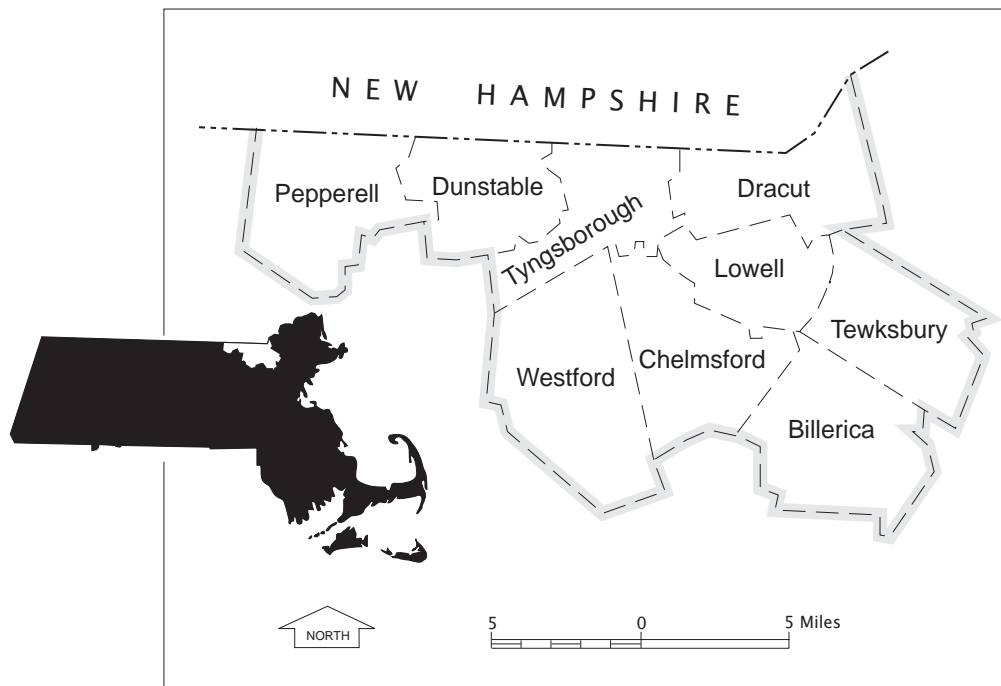 NEW HAMPSHIRE
Pepperell
Dunstable
Tyngsborough
Dracut
Lowell
Tewksbury
Westford
Chelmsford
Billerica
NORTH
5 0 5 Miles